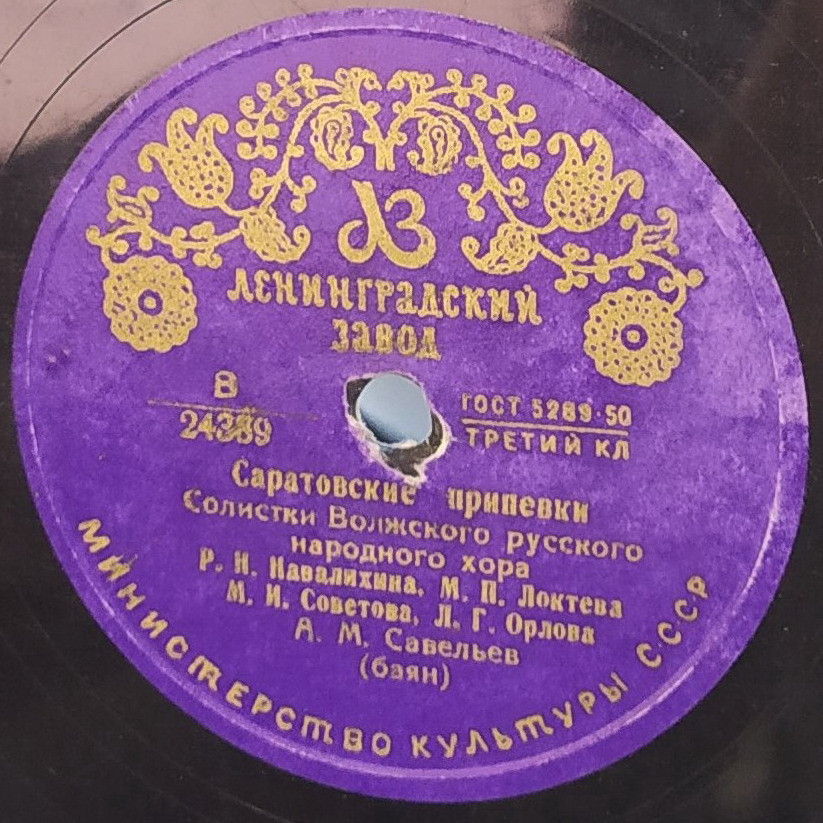 ЛЗ
ЛЕНИНГРАДСКИЙ
ЗАВОД
В
24389
ГОСТ 5289-50
ТРЕТИЙ КЛ
Саратовские припевки
Солистки Волжского русского
народного хора
Р. Н. Навалихина, М. П. Локтева
М. И. Советова, Л. Г. Орлова
А. М. Савельев
(баян)
МИНИСТЕРСТВО КУЛЬТУРЫ СССР